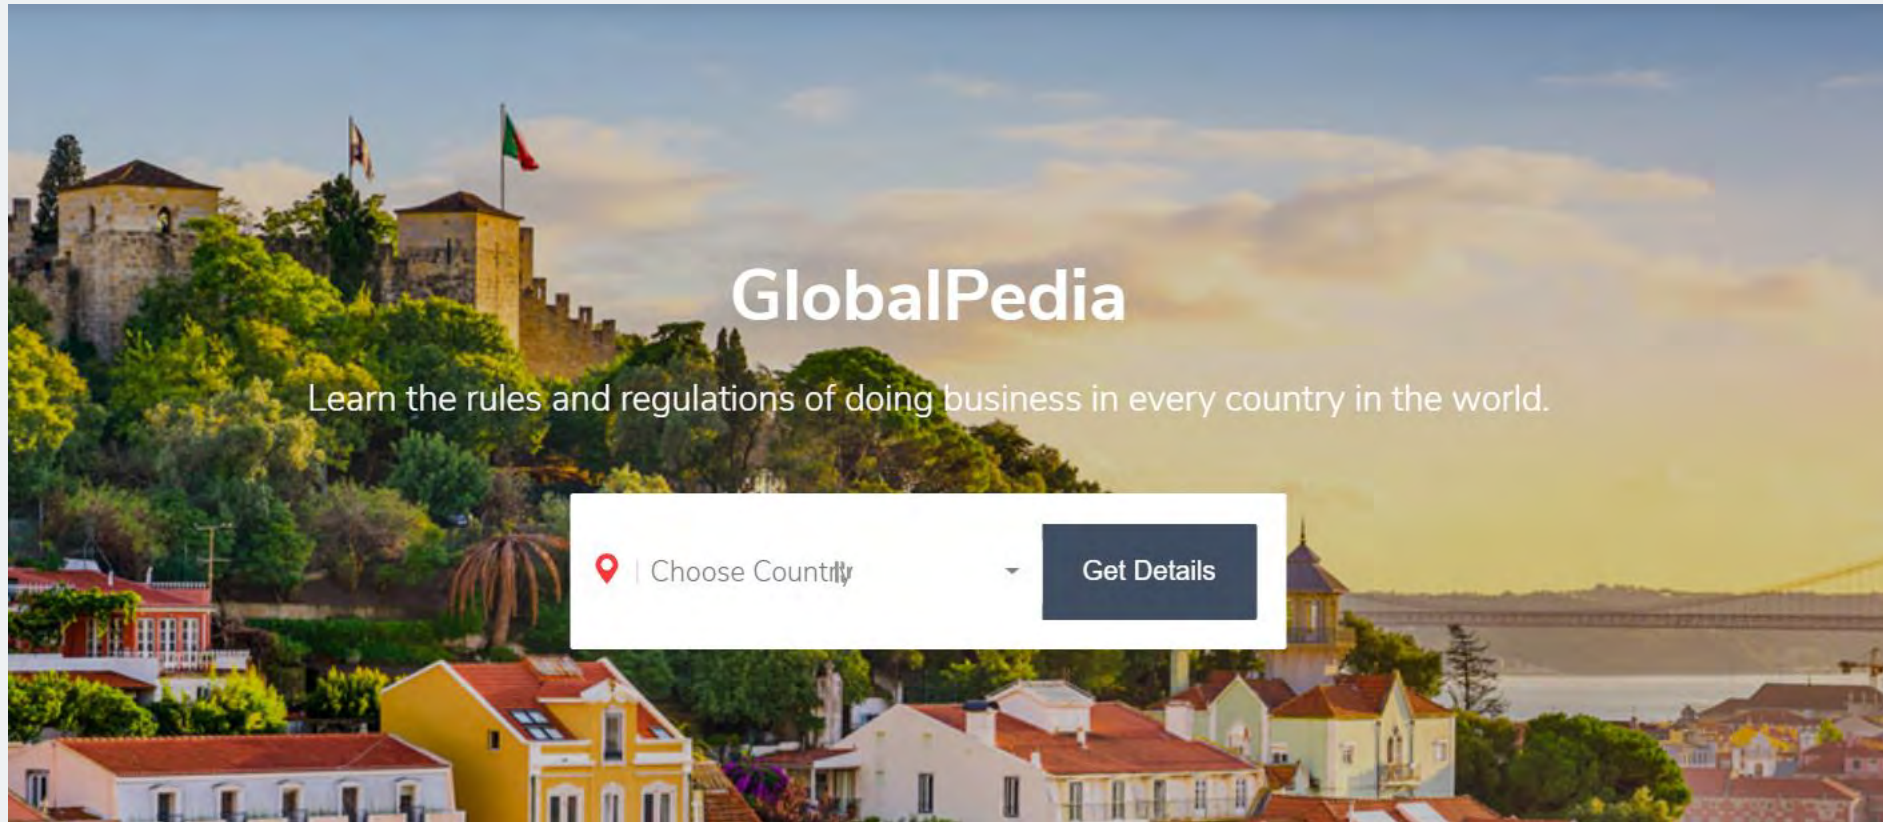 GlobalPedia
Learn the rules and regulations of doing business in every country in the world.
Choose Country
Get Details